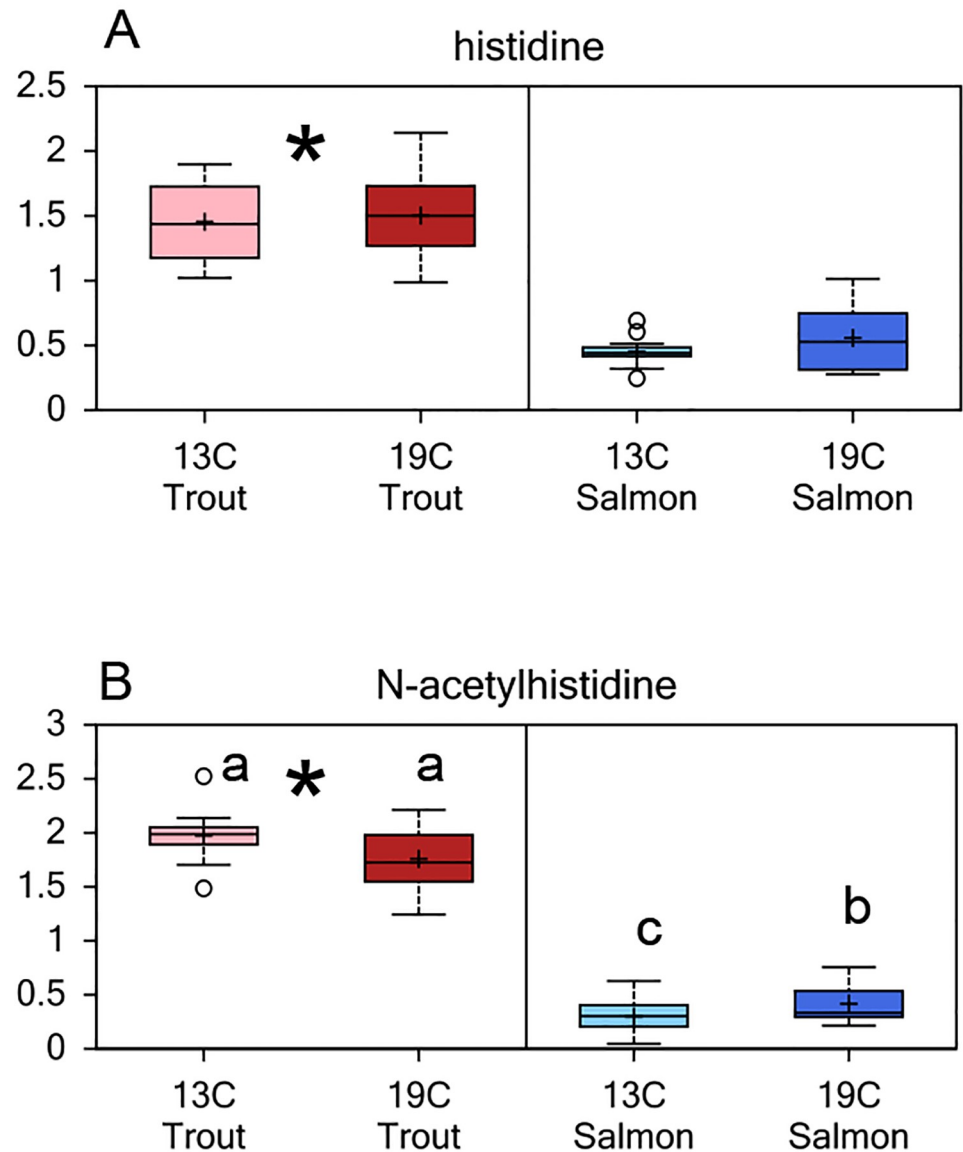 A
histidine
2.5
2
1.5
1
0.5
0
*
13C
Trout
19C
Trout
13C
Salmon
19C
Salmon
B
N-acetylhistidine
3
2.5
2
1.5
1
0.5
0
a
*
a
c
b
13C
Trout
19C
Trout
13C
Salmon
19C
Salmon